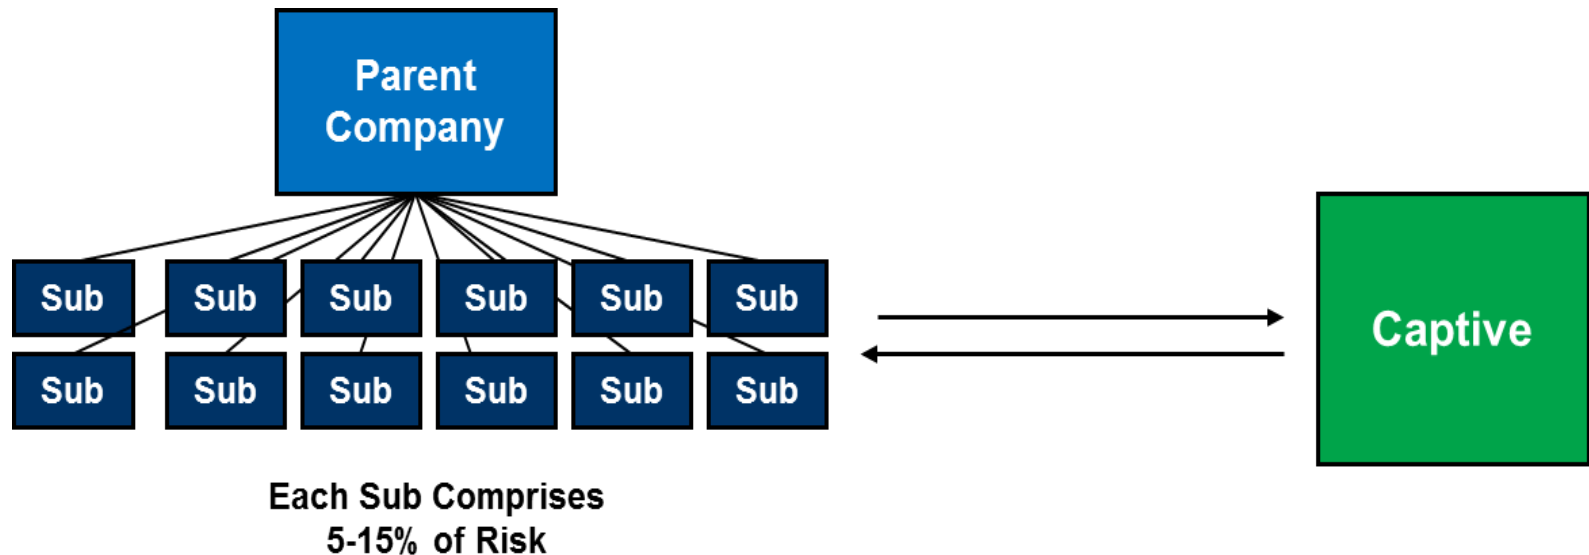 Parent
Company
Sub Sub Sub Sub Sub Sub
Captive
Sub Sub Sub Sub Sub Sub
Each Sub Comprises
5-15% of Risk